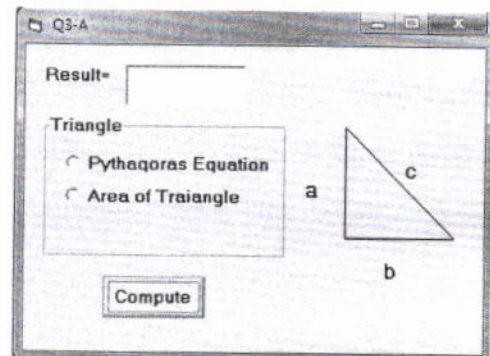 Q3-A
Result=
Triangle
Pythaqoras Equation
Area of Traiangle
a
c
b
Compute